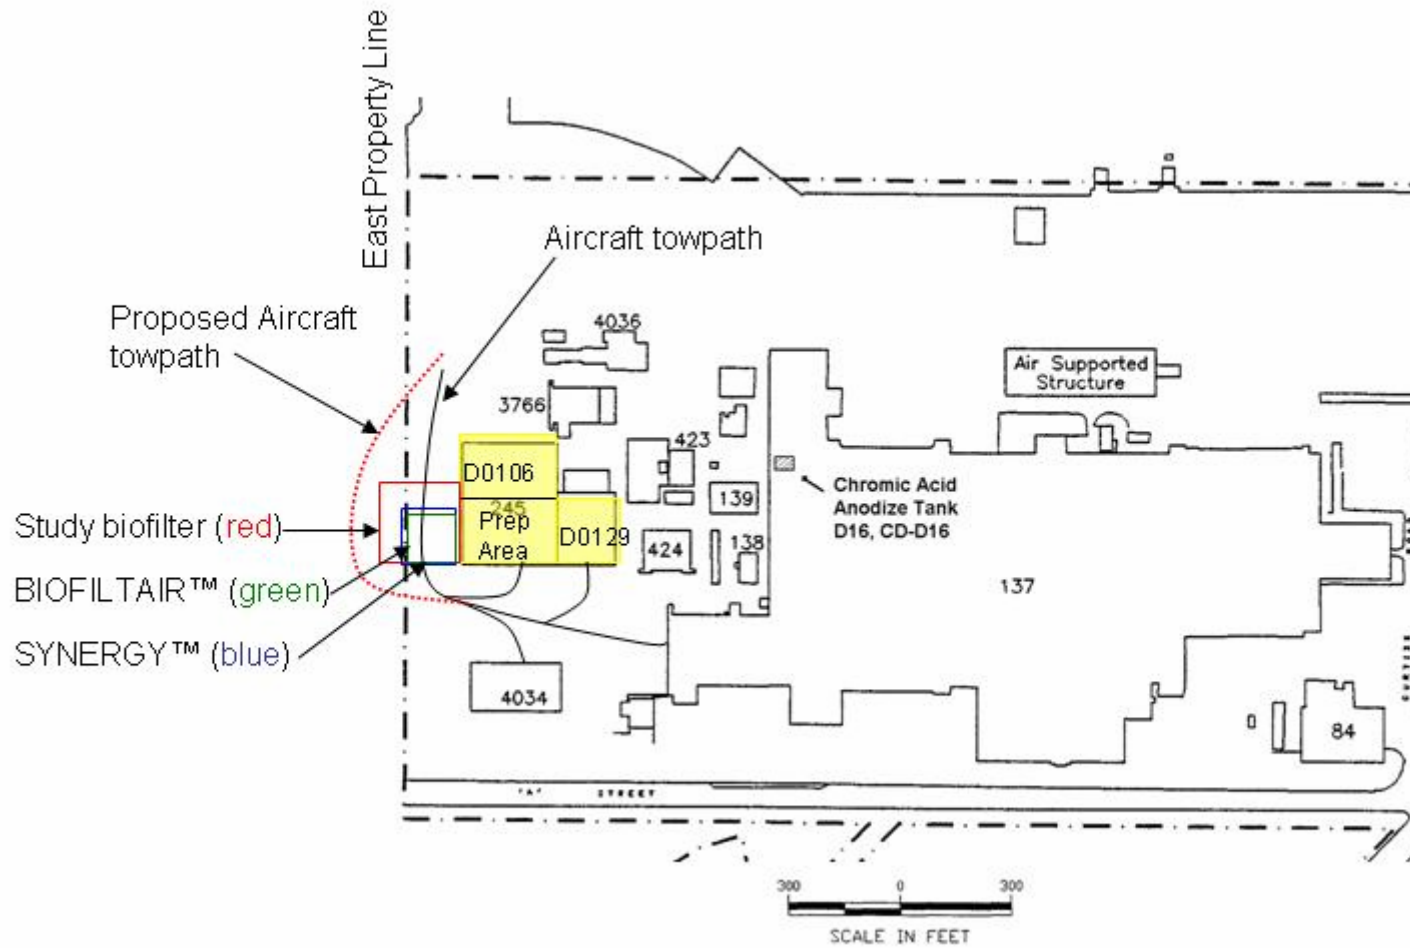 East Property Line
Aircraft towpath
Proposed Aircraft
towpath
4036
Air Supported
Structure
3766
423
D0106
139
Chromic Acid
Anodize Tank
D16, CD-D16
245
Prep
Area
D0129
424
138
137
Study biofilter (red)
BIOFILTAIR™ (green)
SYNERGY™ (blue)
4034
84
'A' STREET
300 0 300
SCALE IN FEET